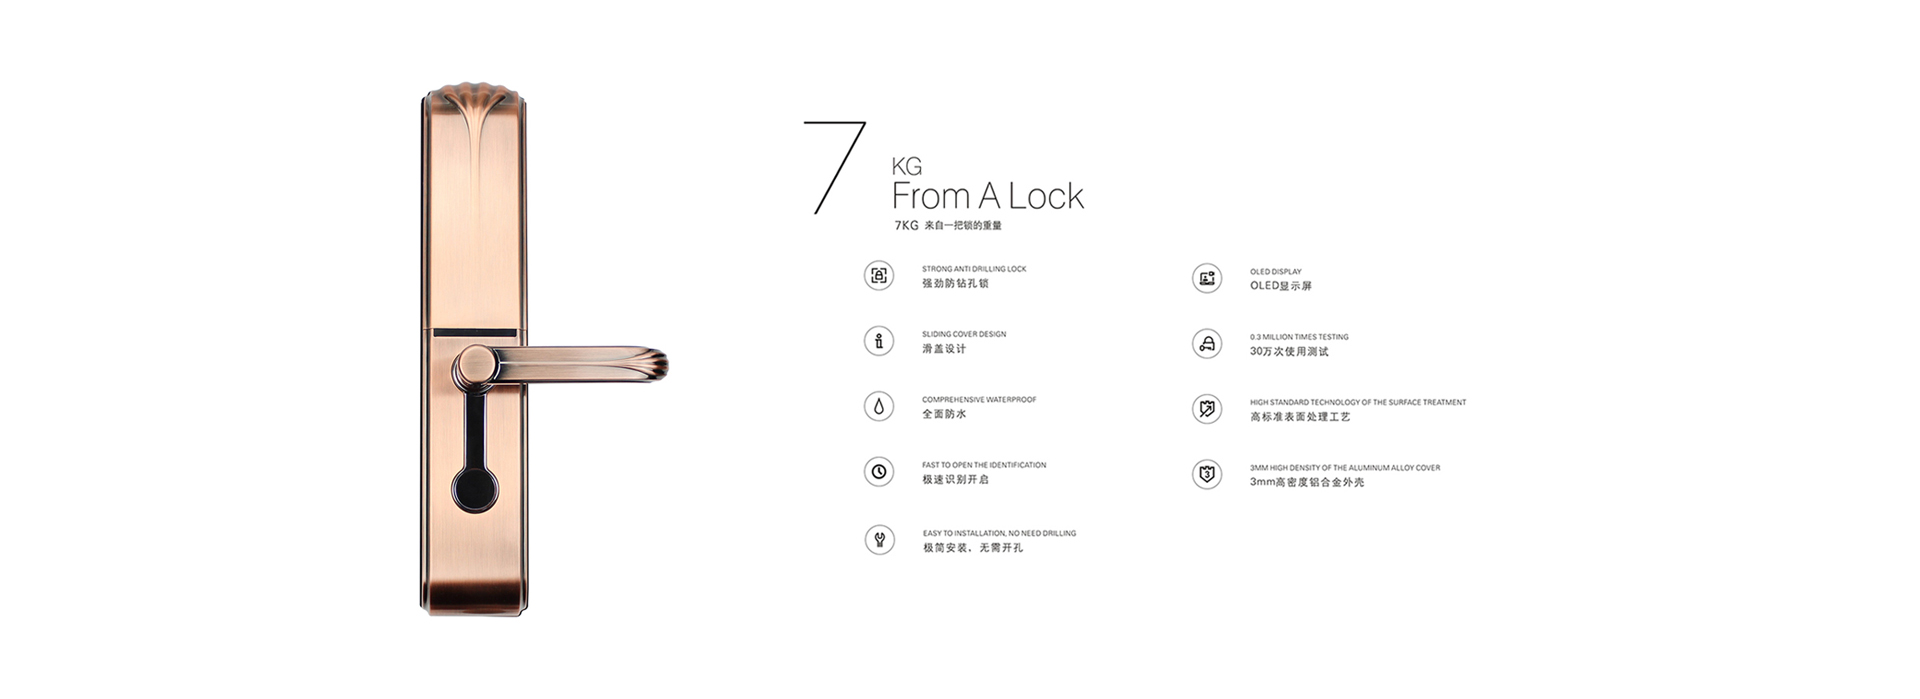 7
KG
From A Lock
7KG 来自一把锁的重量
STRONG ANTI DRILLING LOCK
强劲防钻孔锁
SLIDING COVER DESIGN
滑盖设计
COMPREHENSIVE WATERPROOF
全面防水
FAST TO OPEN THE IDENTIFICATION
极速识别开启
EASY TO INSTALLATION, NO NEED DRILLING
极简安装，无需开孔
OLED DISPLAY
OLED显示屏
0.3 MILLION TIMES TESTING
30万次使用测试
HIGH STANDARD TECHNOLOGY OF THE SURFACE TREATMENT
高标准表面处理工艺
3
3MM HIGH DENSITY OF THE ALUMINUM ALLOY COVER
3mm高密度铝合金外壳